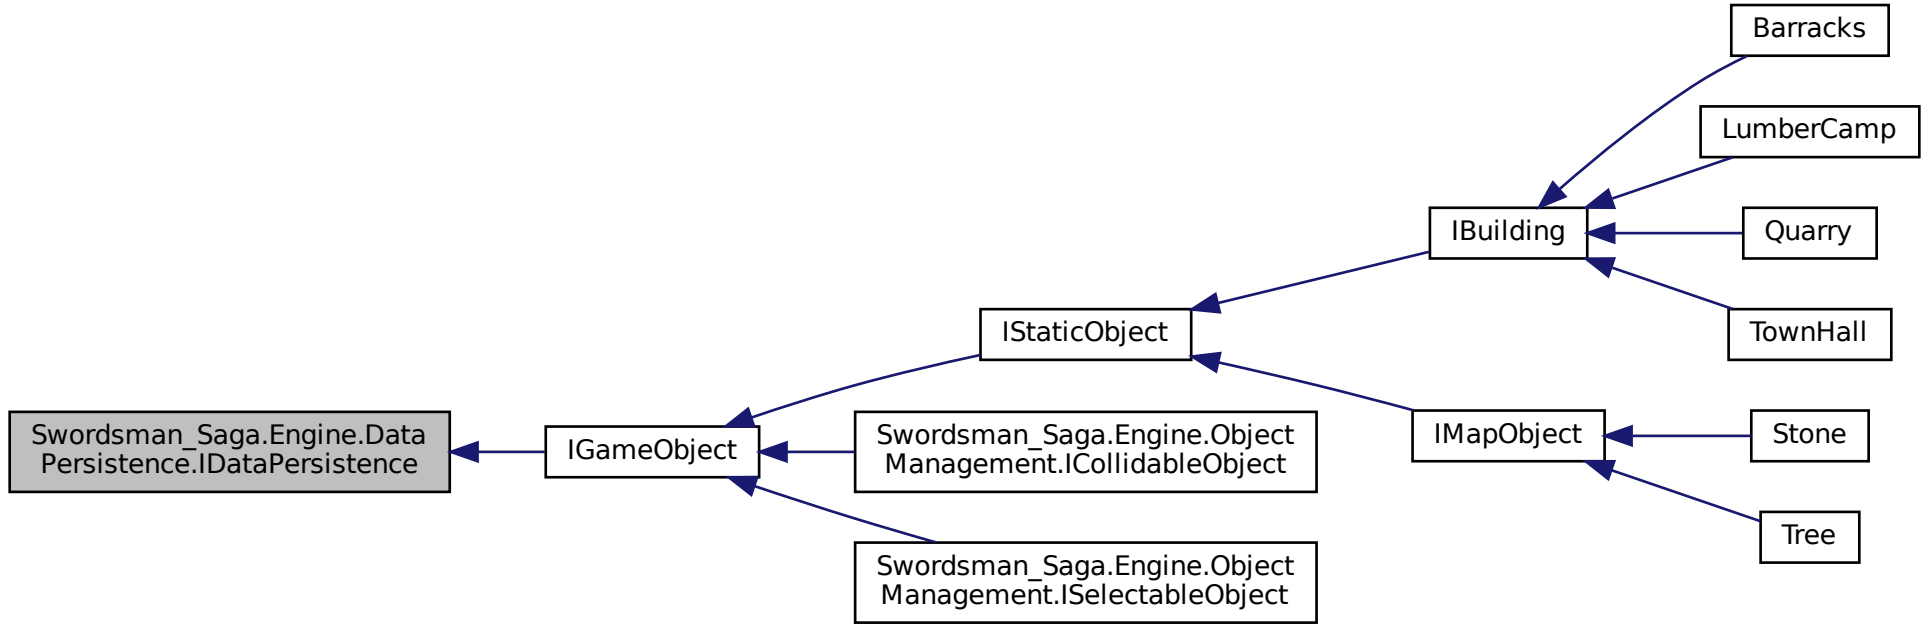 Barracks
LumberCamp
IBuilding
Quarry
IStaticObject
TownHall
Swordsman_Saga.Engine.Data
Persistence.IDataPersistence
IGameObject
Swordsman_Saga.Engine.Object
Management.ICollidableObject
IMapObject
Stone
Tree
Swordsman_Saga.Engine.Object
Management.ISelectableObject